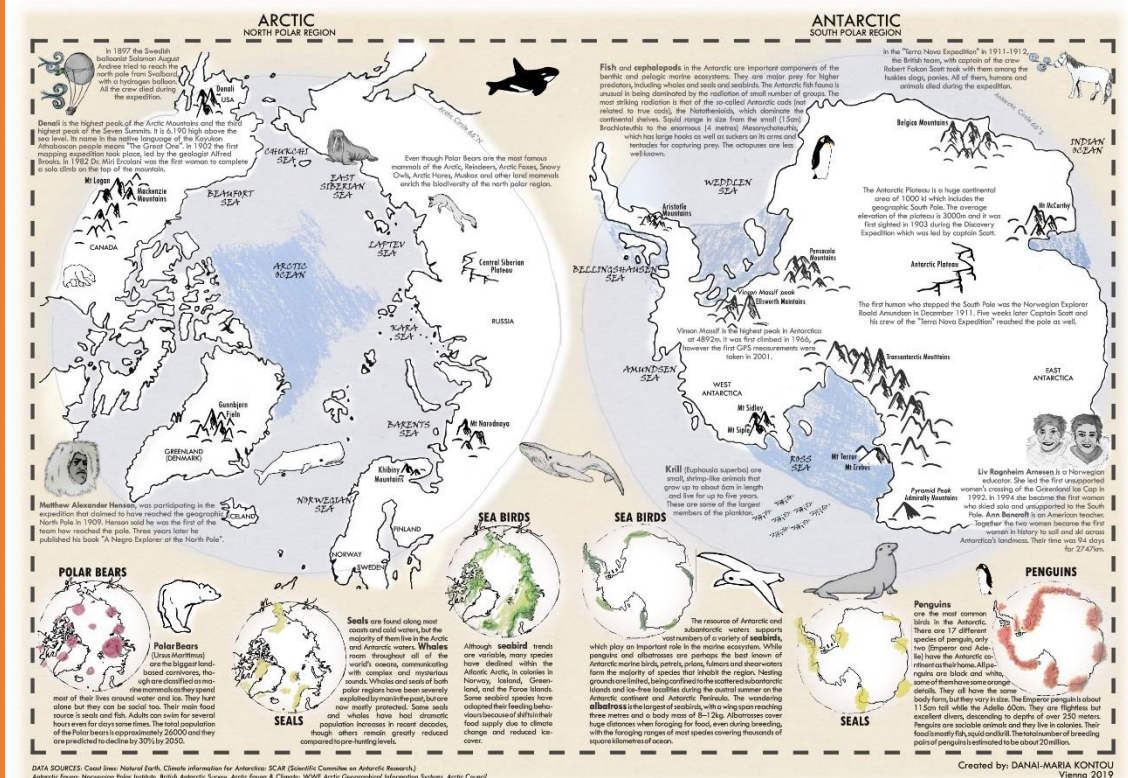 ARCTIC
NORTH POLAR REGION
In 1897 the Swedish
balloonist Salomon August
Andree tried to reach the
north pole from Svalbard,
with a hydrogen balloon.
All the crew died during
the expedition.
Denali
USA
Denali is the highest peak of the Arctic Mountains and the third
highest peak of the Seven Summits. It is 6.190 high above the
sea level. Its name in the native language of the Koyukon
Athabascan people means "The Great One". In 1902 the first
mapping expedition took place, led by the geologist Alfred
Brooks. In 1982 Dr. Miri Ercolani was the first woman to complete
a solo climb on the top of the mountain.
Arctic Circle 66°N
CHUKCHI
SEA
EAST
SIBERIAN
SEA
Even though Polar Bears are the most famous
mammals of the Arctic, Reindeers, Arctic Foxes, Snowy
Owls, Arctic Hares, Muskox and other land mammals
enrich the biodiversity of the north polar region.
Mt Logan
Mackenzie
Mountains
BEAUFORT
SEA
CANADA
LAPTEV
SEA
ARCTIC
OCEAN
Central Siberian
Plateau
KARA
SEA
RUSSIA
Gunnbjorn
Fjeln
GREENLAND
(DENMARK)
BARENTS
SEA
Mt Narodnaya
Khibiny
Mountains
NORWEGIAN
SEA
ICELAND
FINLAND
NORWAY
SWEDEN
Matthew Alexander Henson, was participating in the
expedition that claimed to have reached the geographic
North Pole in 1909. Henson said he was the first of the
team how reached the pole. Three years later he
published his book "A Negro Explorer at the North Pole".
POLAR BEARS
Polar Bears
(Ursus Maritimus)
are the biggest land-
based carnivores, tho-
ugh are classified as ma-
rine mammals as they spend
most of their lives around water and ice. They hunt
alone but they can be social too. Their main food
source is seals and fish. Adults can swim for several
hours even for days some times. The total population
of the Polar bears is approximately 26000 and they
are predicted to decline by 30% by 2050.
SEALS
Seals are found along most
coasts and cold waters, but the
majority of them live in the Arctic
and Antarctic waters. Whales
roam throughout all of the
world's oceans, communicating
with complex and mysterious
sounds. Whales and seals of both
polar regions have been severely
exploited by man in the past, but are
now mostly protected. Some seals
and whales have had dramatic
population increases in recent decades,
though others remain greatly reduced
compared to pre-hunting levels.
SEA BIRDS
Although seabird trends
are variable, many species
have declined within the
Atlantic Arctic, in colonies in
Norway, Iceland, Green-
land, and the Faroe Islands.
Some seabird species have
adapted their feeding beha-
viours because of shift in their
food supply due to climate
change and reduced ice-
cover.
ANTARCTIC
SOUTH POLAR REGION
Fish and cephalopods in the Antarctic are important components of the
benthic and pelagic marine ecosystems. They are major prey for higher
predators, including whales and seals and seabirds. The Antarctic fish fauna is
unusual in being dominated by the radiation of small number of groups. The
most striking radiation is that of the so-called Antarctic cods (not
related to true cods), the Notothenioids, which dominate the
continental shelves. Squid range in size from the small (15cm)
Brachioteuthis to the enormous (4 metres) Mesonychoteuthis,
which has large hooks as well as suckers on its arms and
tentacles for capturing prey. The octopuses are less
well known.
In the "Terra Nova Expedition" in 1911-1912,
the British team, with captain of the crew
Robert Falcon Scott took with them among the
huskies dogs, ponies. All of them, humans and
animals died during the expedition.
Antarctic Circle 66°S
Belgica Mountains
INDIAN
OCEAN
WEDDLEN
SEA
Aristotle
Mountains
The Antarctic Plateau is a huge continental
area of 1000 kl which includes the
geographic South Pole. The average
elevation of the plateau is 3000m and it was
first sighted in 1903 during the Discovery
Expedition which was led by captain Scott.
Mt McCarthy
BELLINGSHAUSEN
SEA
Pensacola
Mountains
Antarctic Plateau
Vinson Massif peak
Ellsworth Mountains
The first human who stepped the South Pole was the Norwegian Explorer
Roald Amundsen in December 1911. Five weeks later Captain Scott and
his crew of the "Terra Nova Expedition" reached the pole as well.
Vinson Massif is the highest peak in Antarctica
at 4892m. It was first climbed in 1966,
however the first GPS measurements were
taken in 2001.
AMUNDSEN
SEA
Transantarctic Mountains
WEST
ANTARCTICA
EAST
ANTARCTICA
Mt Sidley
Mt Siple
ROSS
SEA
Mt Terror
Mt Erebus
Krill (Euphausia superba) are
small, shrimp-like animals that
grow up to about 6cm in length
and live for up to five years.
These are some of the largest
members of the plankton.
Pyramid Peak
Admiralty Mountains
Liv Ragnheim Arnesen is a Norwegian
educator. She led the first unsupported
women's crossing of the Greenland Ice Cap in
1992. In 1994 she became the first woman
who skied solo and unsupported to the South
Pole. Ann Bancroft is an American teacher.
Together the two women became the first
women in history to sail and ski across
Antarctica's landmass. Their time was 94 days
for 2747km.
SEA BIRDS
The resource of Antarctic and
subantarctic waters supports
vast numbers of a variety of seabirds,
which play an important role in the marine ecosystem. While
penguins and albatrosses are perhaps the best known of
Antarctic marine birds, petrels, prions, fulmars and shearwaters
form the majority of species that inhabit the region. Nesting
grounds are limited, being confined to the scattered subantarctic
islands and ice-free localities during the austral summer on the
Antarctic continent and Antarctic Peninsula. The wandering
albatross is the largest of seabirds, with a wing span reaching
three metres and a body mass of 8–12kg. Albatrosses cover
huge distances when foraging for food, even during breeding,
with the foraging ranges of most species covering thousands of
square kilometres of ocean.
SEALS
PENGUINS
Penguins
are the most common
birds in the Antarctic.
There are 17 different
species of penguin, only
two (Emperor and Ade-
lie) have the Antarctic co-
ntinent as their home. All pe-
nguins are black and white,
some of them have some orange
details. They all have the same
body form, but they vary in size. The Emperor penguin is about
115cm tall while the Adelie 60cm. They are flightless but
excellent divers, descending to depths of over 250 meters.
Penguins are sociable animals and they live in colonies. Their
food is mostly fish, squid and krill. The total number of breeding
pairs of penguins is estimated to be about 20million.
DATA SOURCES: Coast lines: Natural Earth. Climate information for Antarctica: SCAR (Scientific Commitee on Antarctic Research.)
Antarctic Fauna: Norwegian Polar Institute, British Antarctic Survey. Arctic Fauna & Climate: WWF Arctic Geographical Information Systems, Arctic Council
Created by: DANAI-MARIA KONTOU
Vienna 2019